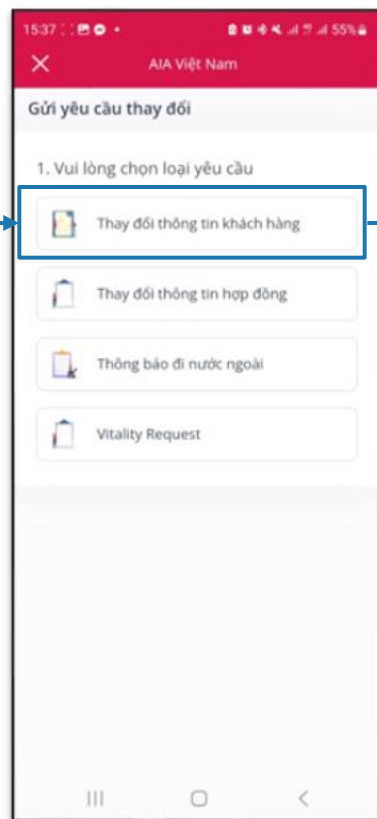 15:37
55%
AIA Việt Nam
Gửi yêu cầu thay đổi
1. Vui lòng chọn loại yêu cầu
Thay đổi thông tin khách hàng
Thay đổi thông tin hợp đồng
Thông báo đi nước ngoài
Vitality Request